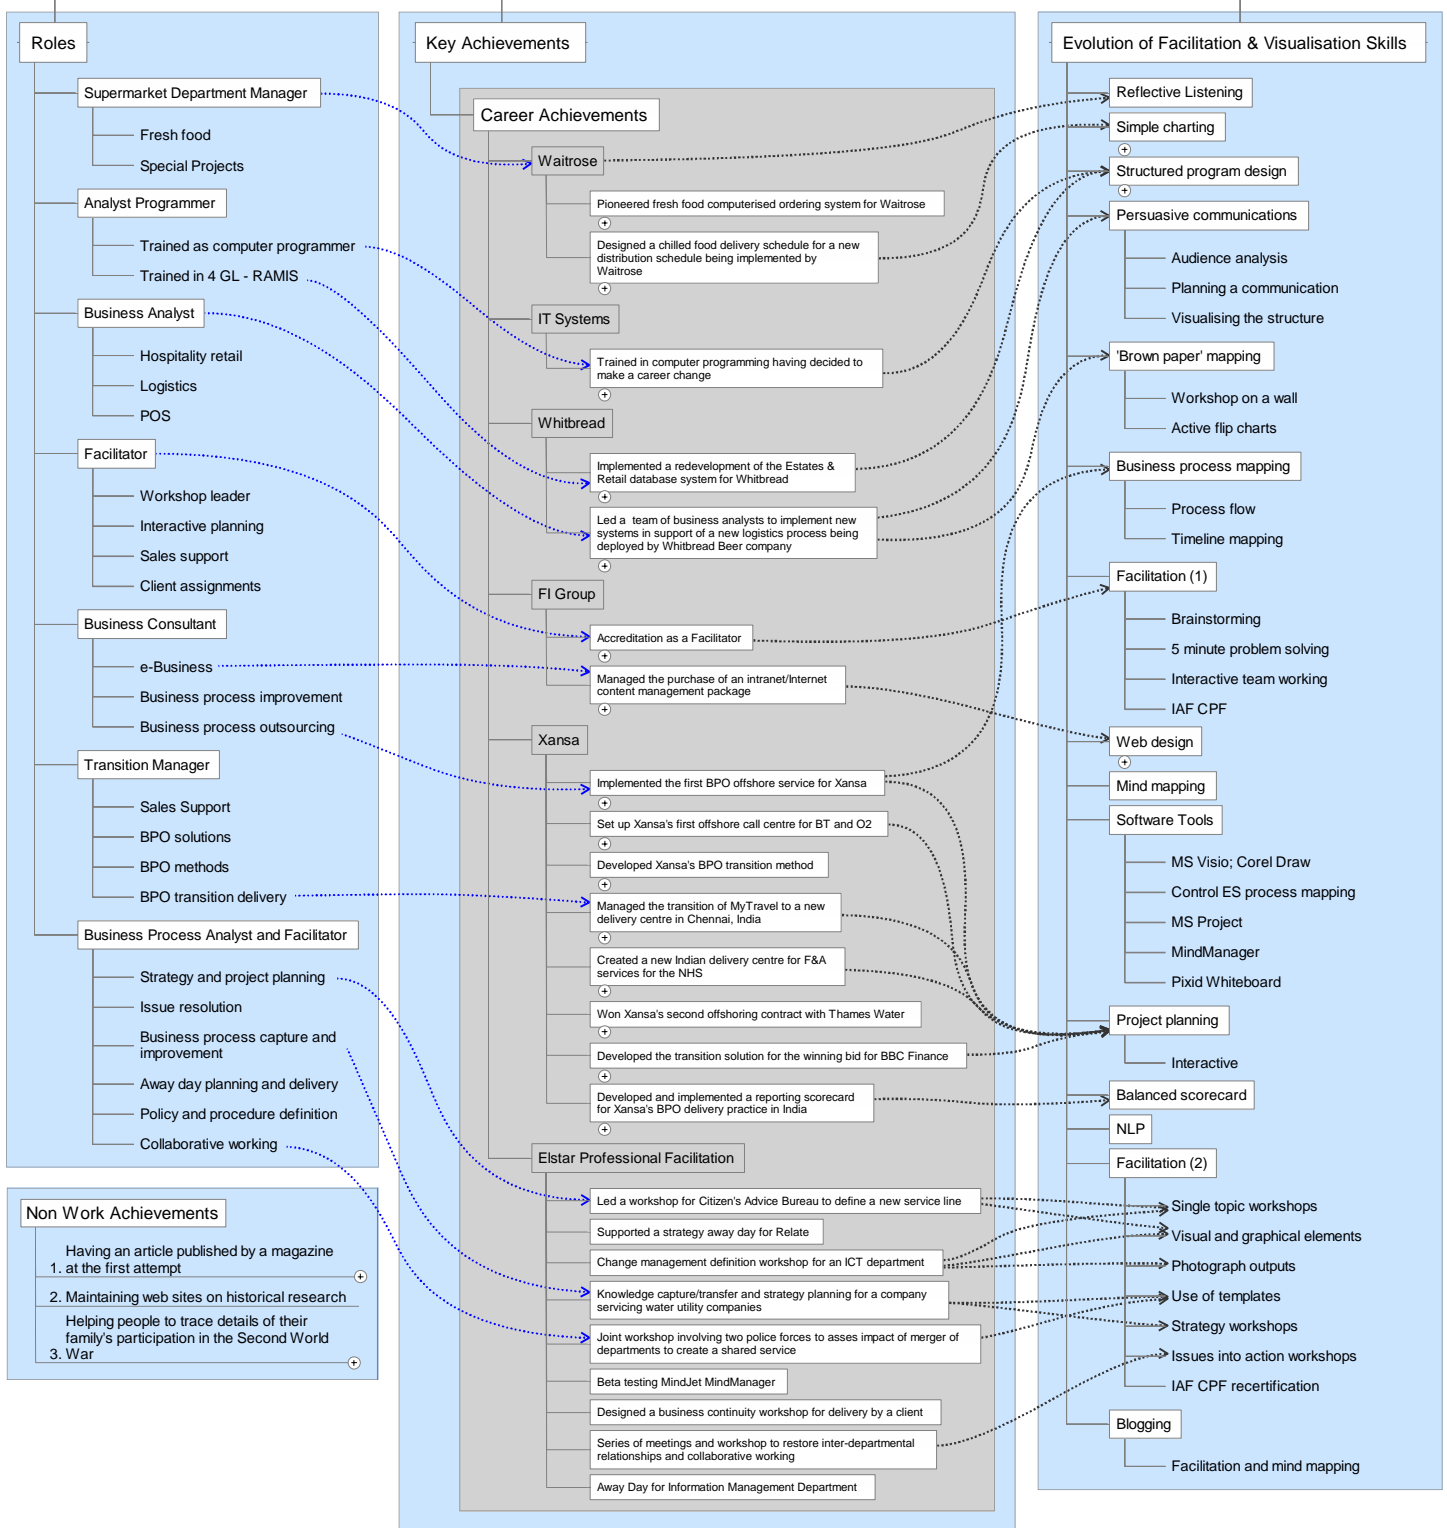 Roles
Supermarket Department Manager
Fresh food
Special Projects
Analyst Programmer
Trained as computer programmer
Trained in 4 GL - RAMIS
Business Analyst
Hospitality retail
Logistics
POS
Facilitator
Workshop leader
Interactive planning
Sales support
Client assignments
Business Consultant
e-Business
Business process improvement
Business process outsourcing
Transition Manager
Sales Support
BPO solutions
BPO methods
BPO transition delivery
Business Process Analyst and Facilitator
Strategy and project planning
Issue resolution
Business process capture and
improvement
Away day planning and delivery
Policy and procedure definition
Collaborative working
Non Work Achievements
Having an article published by a magazine
1. at the first attempt
2. Maintaining web sites on historical research
Helping people to trace details of their
family's participation in the Second World
3. War
Key Achievements
Career Achievements
Waitrose
Pioneered fresh food computerised ordering system for Waitrose
Designed a chilled food delivery schedule for a new
distribution schedule being implemented by
Waitrose
IT Systems
Trained in computer programming having decided to
make a career change
Whitbread
Implemented a redevelopment of the Estates &
Retail database system for Whitbread
Led a team of business analysts to implement new
systems in support of a new logistics process being
deployed by Whitbread Beer company
FI Group
Accreditation as a Facilitator
Managed the purchase of an intranet/Internet
content management package
Xansa
Implemented the first BPO offshore service for Xansa
Set up Xansa's first offshore call centre for BT and O2
Developed Xansa's BPO transition method
Managed the transition of MyTravel to a new
delivery centre in Chennai, India
Created a new Indian delivery centre for F&A
services for the NHS
Won Xansa's second offshoring contract with Thames Water
Developed the transition solution for the winning bid for BBC Finance
Developed and implemented a reporting scorecard
for Xansa's BPO delivery practice in India
Elstar Professional Facilitation
Led a workshop for Citizen's Advice Bureau to define a new service line
Supported a strategy away day for Relate
Change management definition workshop for an ICT department
Knowledge capture/transfer and strategy planning for a company
servicing water utility companies
Joint workshop involving two police forces to asses impact of merger of
departments to create a shared service
Beta testing MindJet MindManager
Designed a business continuity workshop for delivery by a client
Series of meetings and workshop to restore inter-departmental
relationships and collaborative working
Away Day for Information Management Department
Evolution of Facilitation & Visualisation Skills
Reflective Listening
Simple charting
Structured program design
Persuasive communications
Audience analysis
Planning a communication
Visualising the structure
'Brown paper' mapping
Workshop on a wall
Active flip charts
Business process mapping
Process flow
Timeline mapping
Facilitation (1)
Brainstorming
5 minute problem solving
Interactive team working
IAF CPF
Web design
Mind mapping
Software Tools
MS Visio; Corel Draw
Control ES process mapping
MS Project
MindManager
Pixid Whiteboard
Project planning
Interactive
Balanced scorecard
NLP
Facilitation (2)
Single topic workshops
Visual and graphical elements
Photograph outputs
Use of templates
Strategy workshops
Issues into action workshops
IAF CPF recertification
Blogging
Facilitation and mind mapping